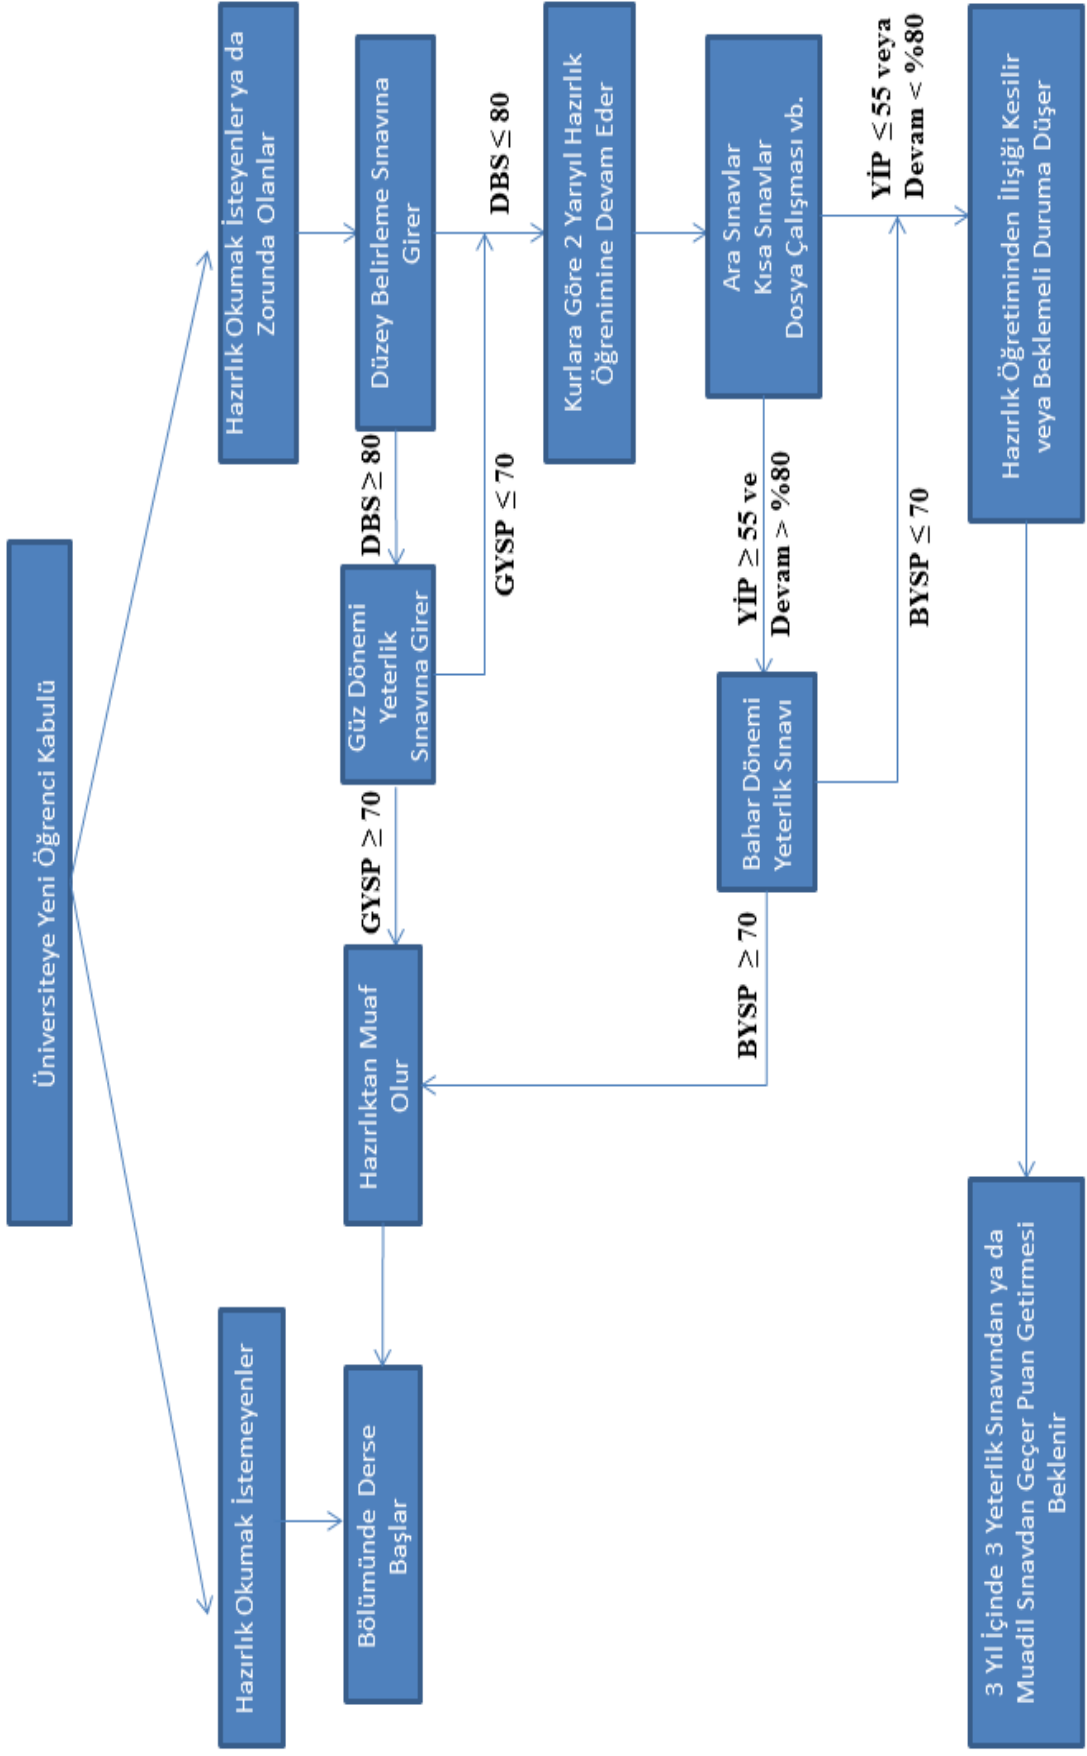 Üniversiteye Yeni Öğrenci Kabulü
Hazırlık Okumak İstemeyenler
Hazırlık Okumak İsteyenler ya da
Zorunda Olanlar
Bölümünde Derse
Başlar
Hazırlıktan Muaf
Olur
GYSP ≥ 70
Güz Dönemi
Yeterlik
Sınavına Girer
DBS ≥ 80
Düzey Belirleme Sınavına
Girer
GYSP ≤ 70
DBS ≤ 80
Kurlara Göre 2 Yarıyıl Hazırlık
Öğrenimine Devam Eder
BYSP ≥ 70
Bahar Dönemi
Yeterlik Sınavı
YİP ≥ 55 ve
Devam > %80
Ara Sınavlar
Kısa Sınavlar
Dosya Çalışması vb.
BYSP ≤ 70
YİP ≤ 55 veya
Devam < %80
3 Yıl İçinde 3 Yeterlik Sınavından ya da
Muadil Sınavdan Geçer Puan Getirmesi
Beklenir
Hazırlık Öğretiminden İlişiği Kesilir
veya Beklemeli Duruma Düşer